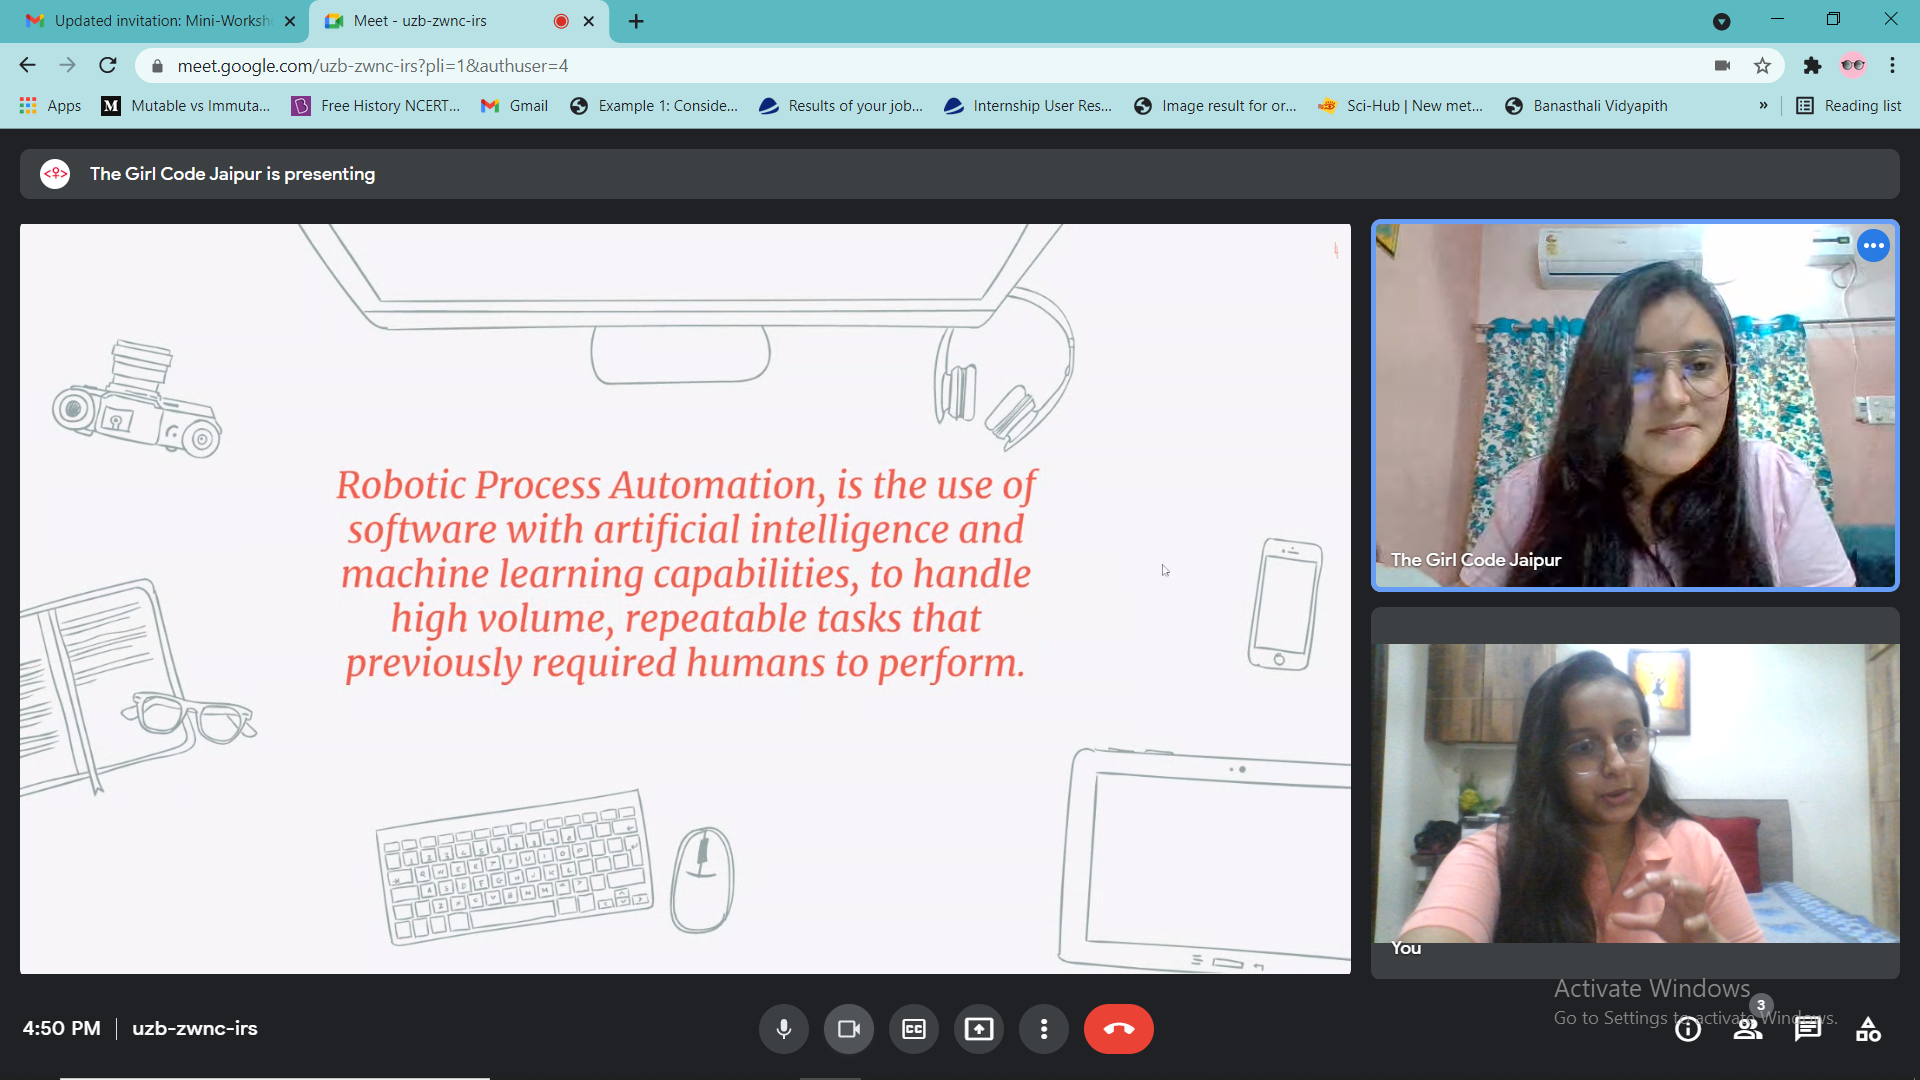 Updated invitation: Mini-Worksh
Meet - uzb-zwnc-irs
meet.google.com/uzb-zwnc-irs?pli=1&authuser=4
Apps
M Mutable vs Immuta...
Free History NCERT...
Gmail
Example 1: Conside...
Results of your job...
Internship User Res...
Image result for or...
Sci-Hub | New met...
Banasthali Vidyapith
»
Reading list
The Girl Code Jaipur is presenting
Robotic Process Automation, is the use of
software with artificial intelligence and
machine learning capabilities, to handle
high volume, repeatable tasks that
previously required humans to perform.
The Girl Code Jaipur
You
Activate Windows
Go to Settings to activate Windows.
4:50 PM | uzb-zwnc-irs
CC
3